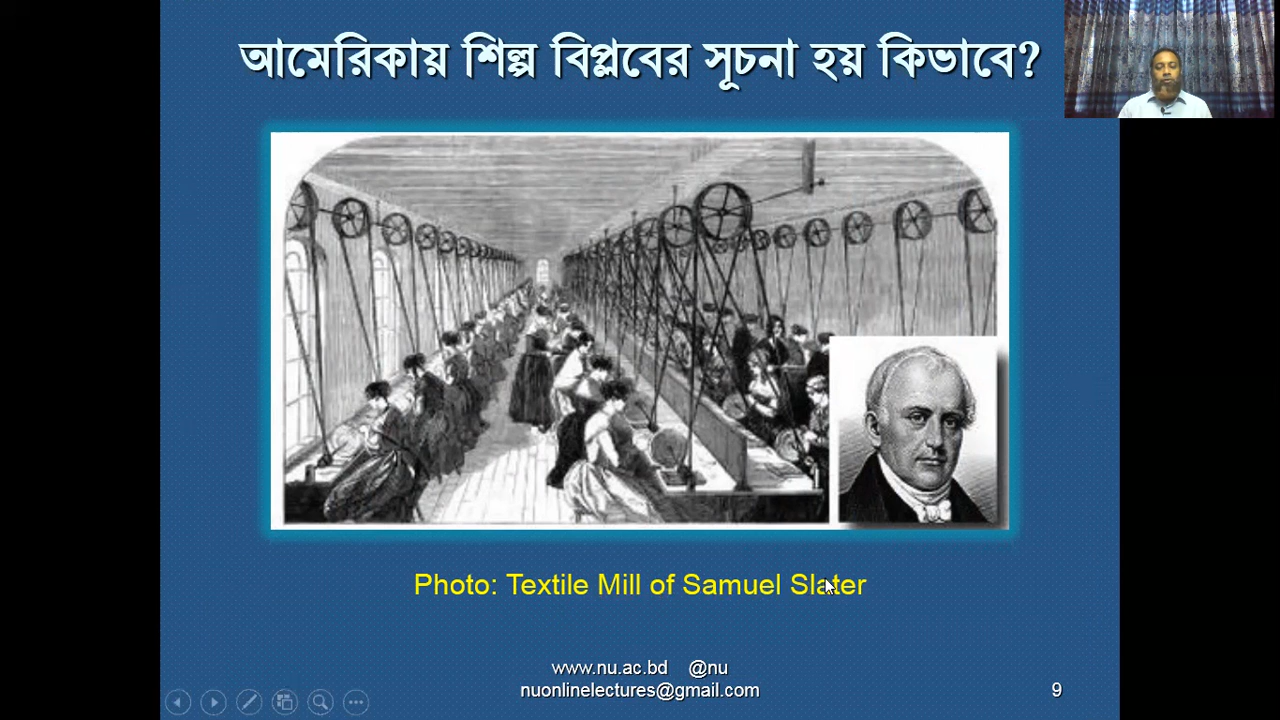 আমেরিকায় শিল্প বিপ্লবের সূচনা হয় কিভাবে?
Photo: Textile Mill of Samuel Slater
www.nu.ac.bd @nu
nuonlinelectures@gmail.com
9